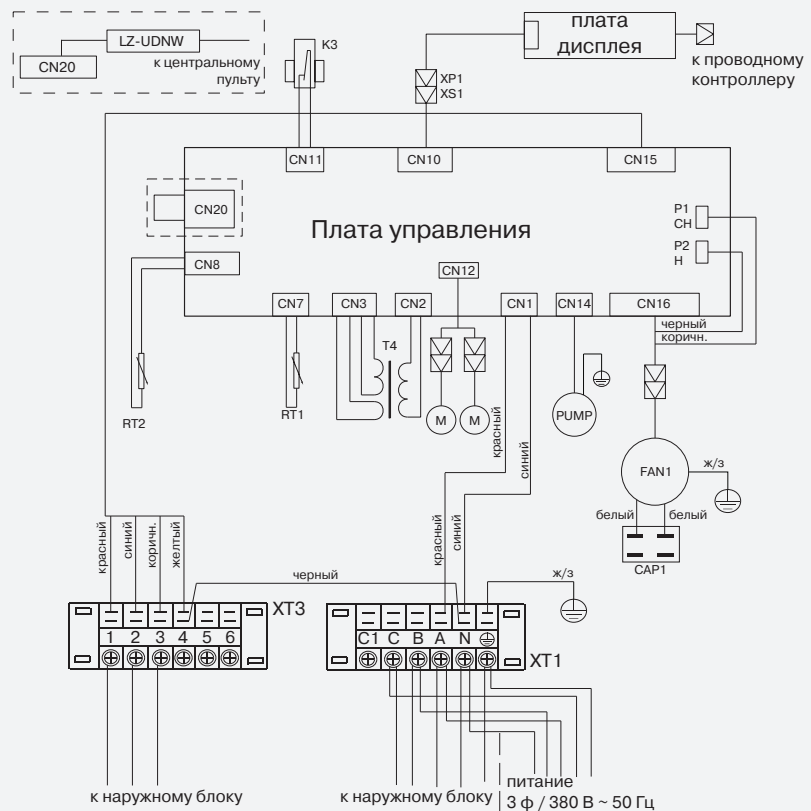 LZ-UDNW
CN20
к центральному
пульту
K3
XP1
XS1
плата
дисплея
к проводному
контроллеру
CN11
CN10
CN15
CN20
Плата управления
P1
CH
P2
H
CN8
CN12
CN7
CN3
CN2
CN1
CN14
CN16
черный
коричн.
T4
RT2
RT1
M
M
красный
синий
PUMP
FAN1
ж/з
белый
белый
CAP1
красный
синий
коричн.
желтый
черный
красный
синий
ж/з
XT3
1
2
3
4
5
6
C1
C
B
A
N
XT1
к наружному блоку
к наружному блоку
питание
3 ф / 380 В ~ 50 Гц